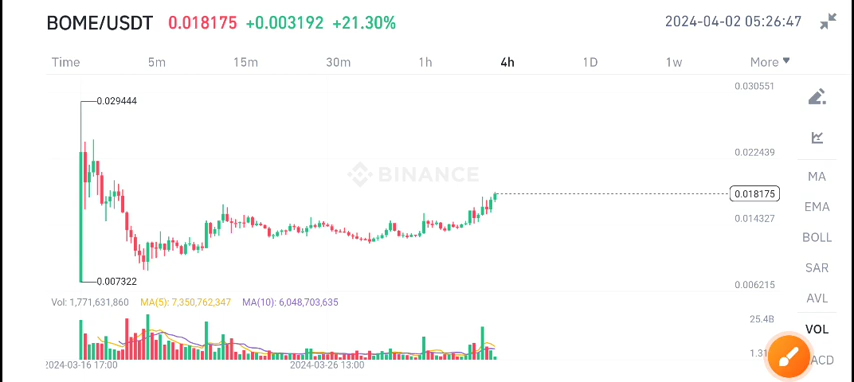 BOME/USDT 0.018175 +0.003192 +21.30% 2024-04-02 05:26:47
Time 5m 15m 30m 1h 4h 1D 1w More
0.029444
0.030551
0.022439
BINANCE
0.018175
0.014327
0.007322
0.006215
MA
EMA
BOLL
SAR
AVL
VOL
Vol: 1,771,631,860 MA(5): 7,350,762,347 MA(10): 6,048,703,635
25.4B
2024-03-16 17:00 2024-03-26 13:00